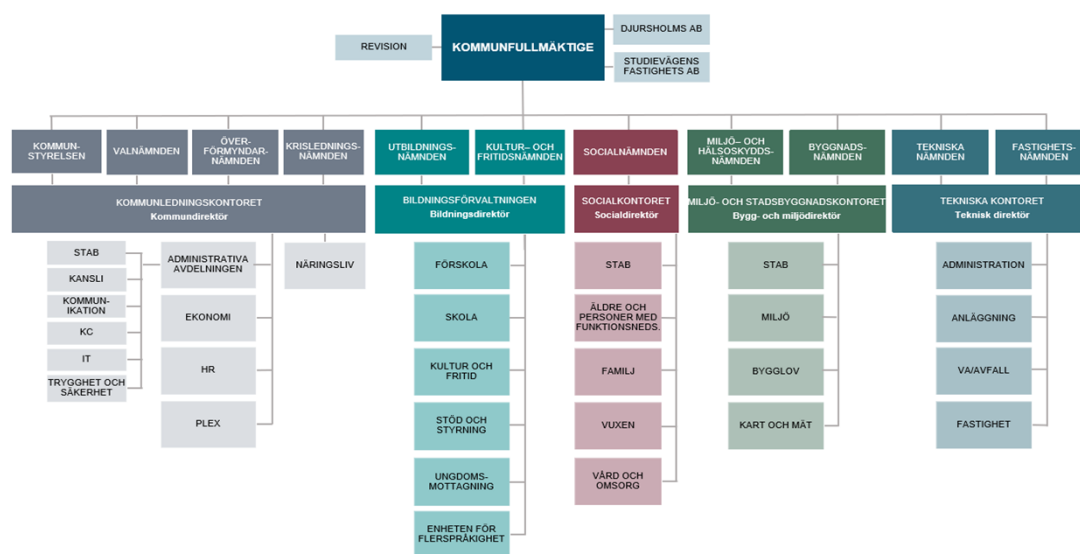 KOMMUNFULLMÄKTIGE
REVISION
DJURSHOLMS AB
STUDIEVÄGENS
FASTIGHETS AB
KOMMUN-
STYRELSEN
VALNÄMNDEN
ÖVER-
FÖRMYNDAR-
NÄMNDEN
KRISLEDNINGS-
NÄMNDEN
UTBILDNINGS-
NÄMNDEN
KULTUR– OCH
FRITIDSNÄMNDEN
SOCIALNÄMNDEN
MILJÖ– OCH
HÄLSOSKYDDS-
NÄMNDEN
BYGGNADS-
NÄMNDEN
TEKNISKA
NÄMNDEN
FASTIGHETS-
NÄMNDEN
KOMMUNLEDNINGSKONTORET
Kommundirektör
BILDNINGSFÖRVALTNINGEN
Bildningsdirektör
SOCIALKONTORET
Socialdirektör
MILJÖ- OCH STADSBYGGNADSKONTORET
Bygg- och miljödirektör
TEKNISKA KONTORET
Teknisk direktör
STAB
KANSLI
KOMMUN-
IKATION
KC
IT
TRYGGHET OCH
SÄKERHET
ADMINISTRATIVA
AVDELNINGEN
EKONOMI
HR
PLEX
NÄRINGSLIV
FÖRSKOLA
SKOLA
KULTUR OCH
FRITID
STÖD OCH
STYRNING
UNGDOMS-
MOTTAGNING
ENHETEN FÖR
FLERSPRÅKIGHET
STAB
ÄLDRE OCH
PERSONER MED
FUNKTIONSNEDS.
FAMILJ
VUXEN
VÅRD OCH
OMSORG
STAB
MILJÖ
BYGGLOV
KART OCH MÄT
ADMINISTRATION
ANLÄGGNING
VA/AVFALL
FASTIGHET